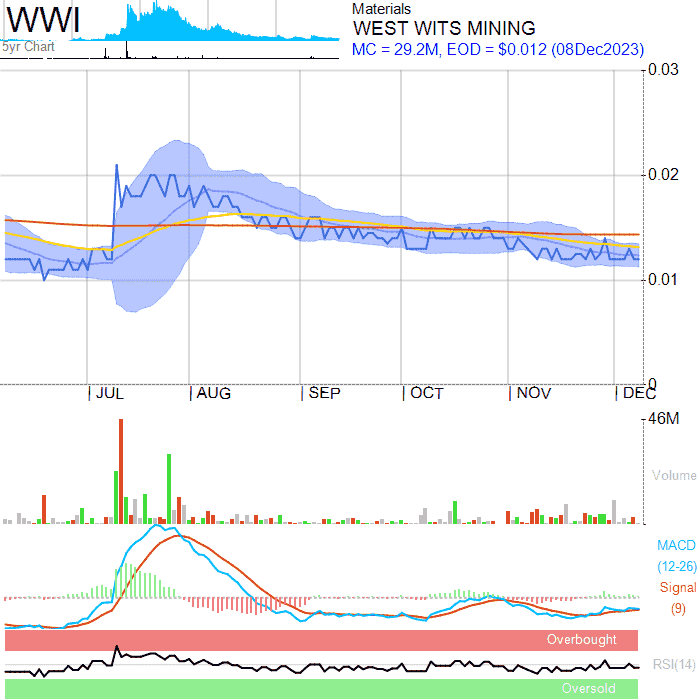 WWI
5yr Chart
Materials
WEST WITS MINING
MC = 29.2M, EOD = $0.012 (08Dec2023)
0.03
0.02
0.01
0
JUL AUG SEP OCT NOV DEC
46M
Volume
MACD
(12-26)
Signal
(9)
Overbought
RSI(14)
Oversold